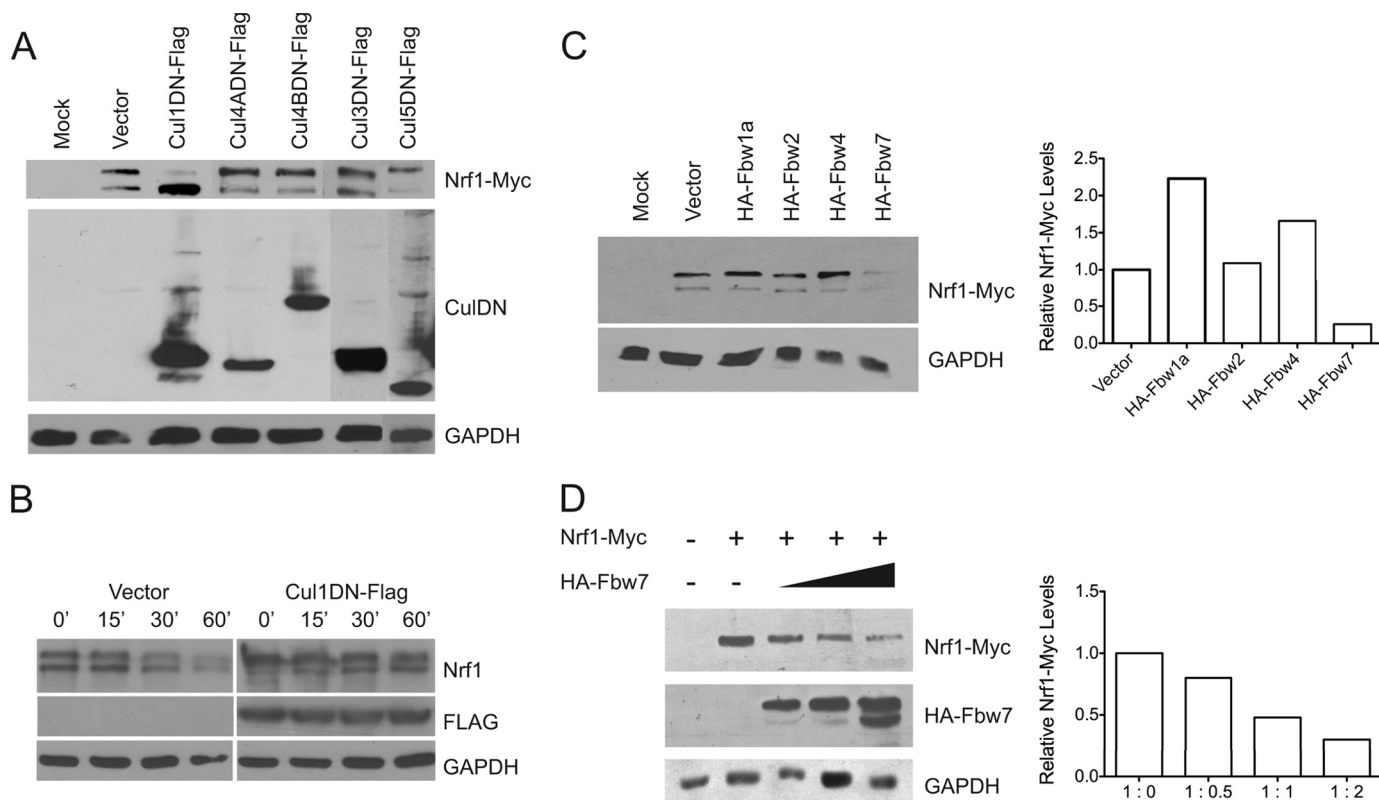 A
Mock
Vector
Cul1DN-Flag
Cul4ADN-Flag
Cul4BDN-Flag
Cul3DN-Flag
Cul5DN-Flag
Nrf1-Myc
CulDN
GAPDH
B
Vector
Cul1DN-Flag
0’ 15’ 30’ 60’ 0’ 15’ 30’ 60’
Nrf1
FLAG
GAPDH
C
Mock
Vector
HA-Fbw1a
HA-Fbw2
HA-Fbw4
HA-Fbw7
Nrf1-Myc
GAPDH
Relative Nrf1-Myc Levels
2.5
2.0
1.5
1.0
0.5
0.0
Vector
HA-Fbw1a
HA-Fbw2
HA-Fbw4
HA-Fbw7
D
Nrf1-Myc - + + + +
HA-Fbw7 - -
Nrf1-Myc
HA-Fbw7
GAPDH
Relative Nrf1-Myc Levels
1.5
1.0
0.5
0.0
1 : 0 1 : 0.5 1 : 1 1 : 2